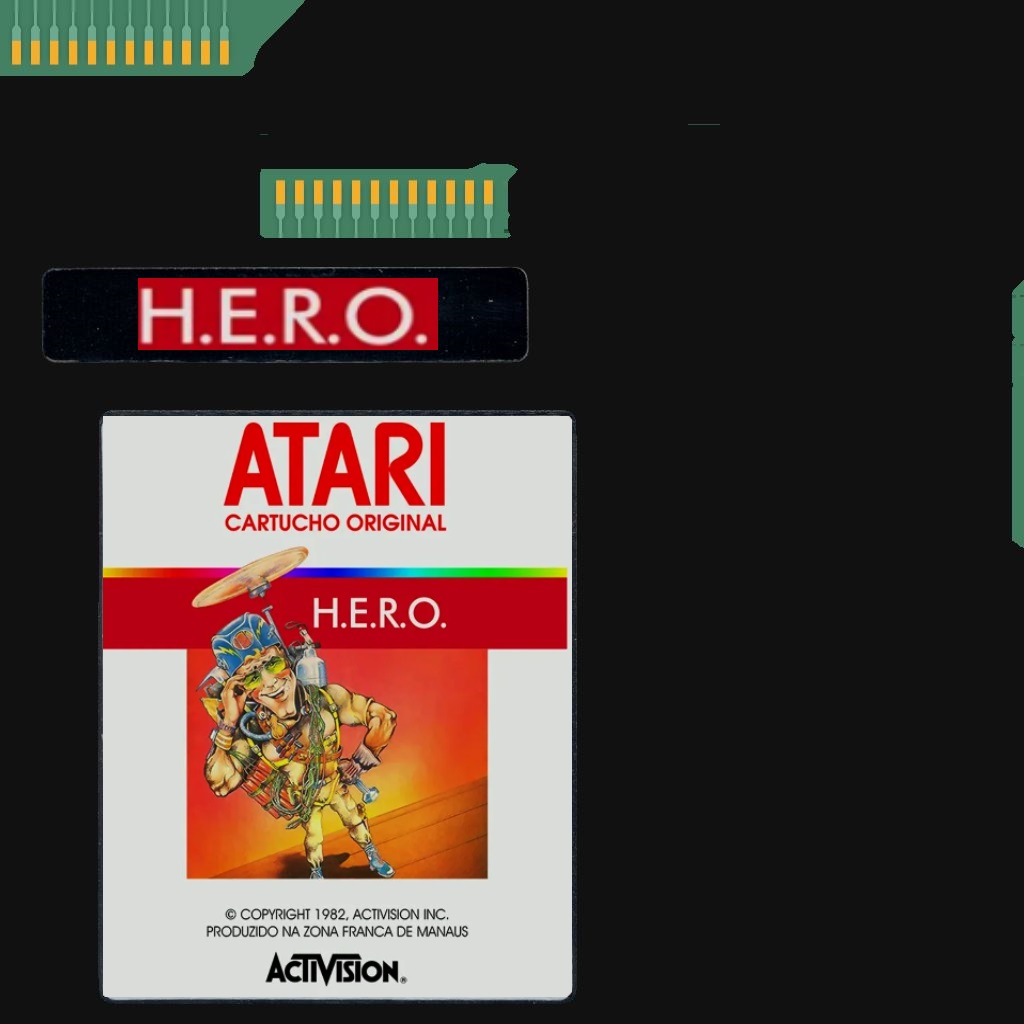 H.E.R.O.
ATARI
CARTUCHO ORIGINAL
H.E.R.O.
© COPYRIGHT 1982, ACTIVISION INC.
PRODUZIDO NA ZONA FRANCA DE MANAUS
ACTIVISION®